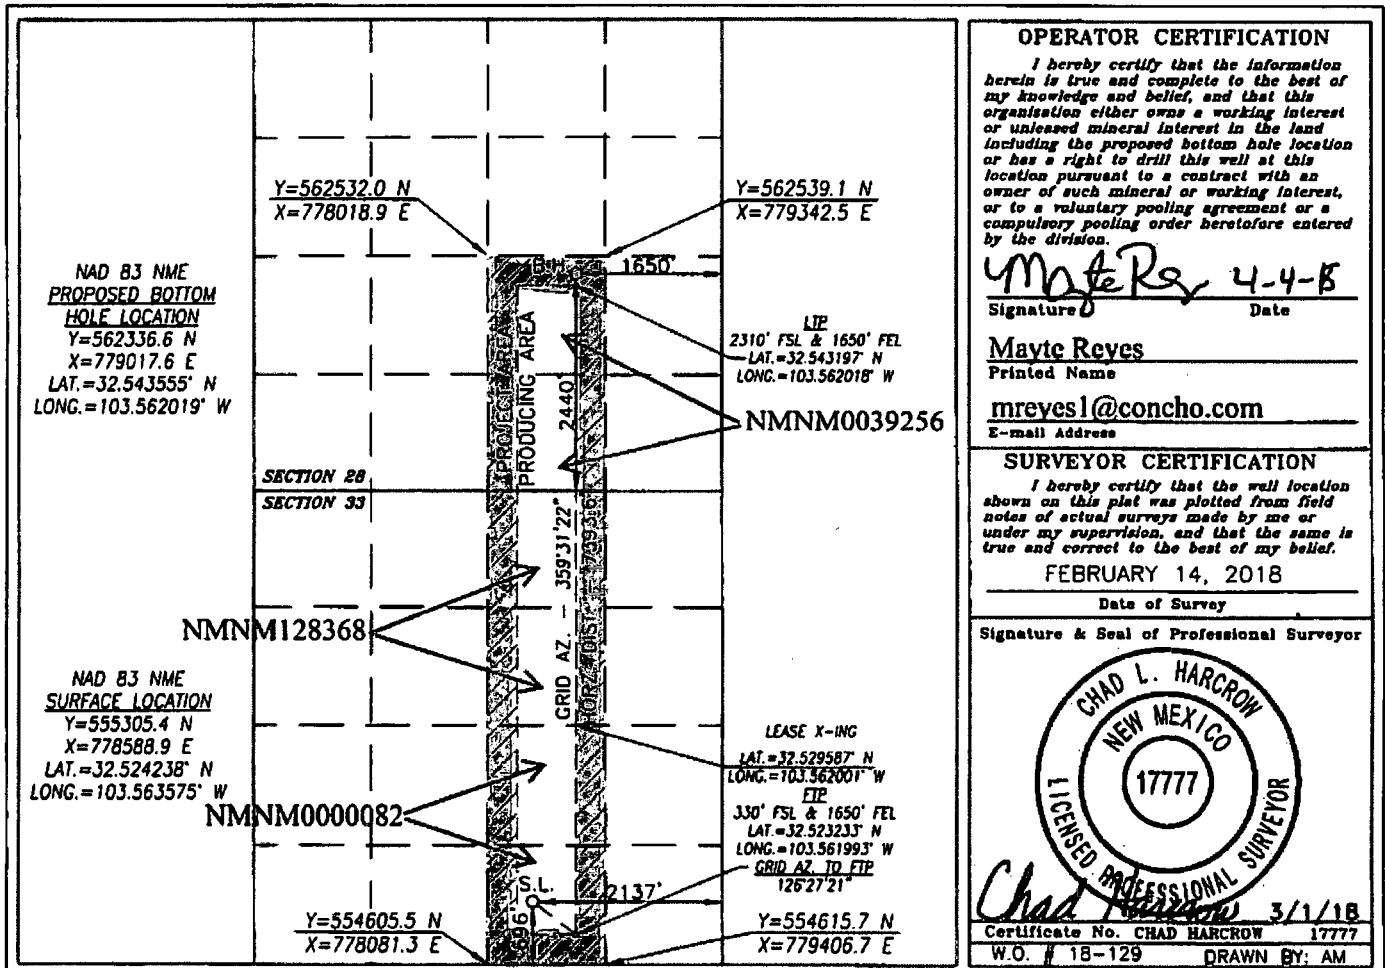 Y=562532.0 N
X=778018.9 E
Y=562539.1 N
X=779342.5 E
NAD 83 NME
PROPOSED BOTTOM
HOLE LOCATION
Y=562336.6 N
X=779017.6 E
LAT.=32.543555° N
LONG.=103.562019° W
B.H.
1650'
LTP
2310' FSL & 1650' FEL
LAT.=32.543197° N
LONG.=103.562018° W
PROJECT AREA
PRODUCING AREA
2440'
NMNM0039256
SECTION 28
SECTION 33
GRID AZ. – 359°31'22"
HORZ. DIST.
NMNM128368
NAD 83 NME
SURFACE LOCATION
Y=555305.4 N
X=778588.9 E
LAT.=32.524238° N
LONG.=103.563575° W
NMNM0000082
LEASE X-ING
LAT.=32.529587° N
LONG.=103.562001° W
FTP
330' FSL & 1650' FEL
LAT.=32.523233° N
LONG.=103.561993° W
GRID AZ. TO FTP
126°27'21"
S.L.
2137'
696'
Y=554605.5 N
X=778081.3 E
Y=554615.7 N
X=779406.7 E
OPERATOR CERTIFICATION
I hereby certify that the information
herein is true and complete to the best of
my knowledge and belief, and that this
organisation either owns a working interest
or unleased mineral interest in the land
including the proposed bottom hole location
or has a right to drill this well at this
location pursuant to a contract with an
owner of such mineral or working interest,
or to a voluntary pooling agreement or a
compulsory pooling order heretofore entered
by the division.
Mayte Rey 4-4-18
Signature Date
Mayte Reyes
Printed Name
mreyes1@concho.com
E-mail Address
SURVEYOR CERTIFICATION
I hereby certify that the well location
shown on this plat was plotted from field
notes of actual surveys made by me or
under my supervision, and that the same is
true and correct to the best of my belief.
FEBRUARY 14, 2018
Date of Survey
Signature & Seal of Professional Surveyor
CHAD L. HARCROW
NEW MEXICO
17777
LICENSED PROFESSIONAL SURVEYOR
Chad Harcrow 3/1/18
Certificate No. CHAD HARCROW 17777
W.O. # 18-129 DRAWN BY: AM